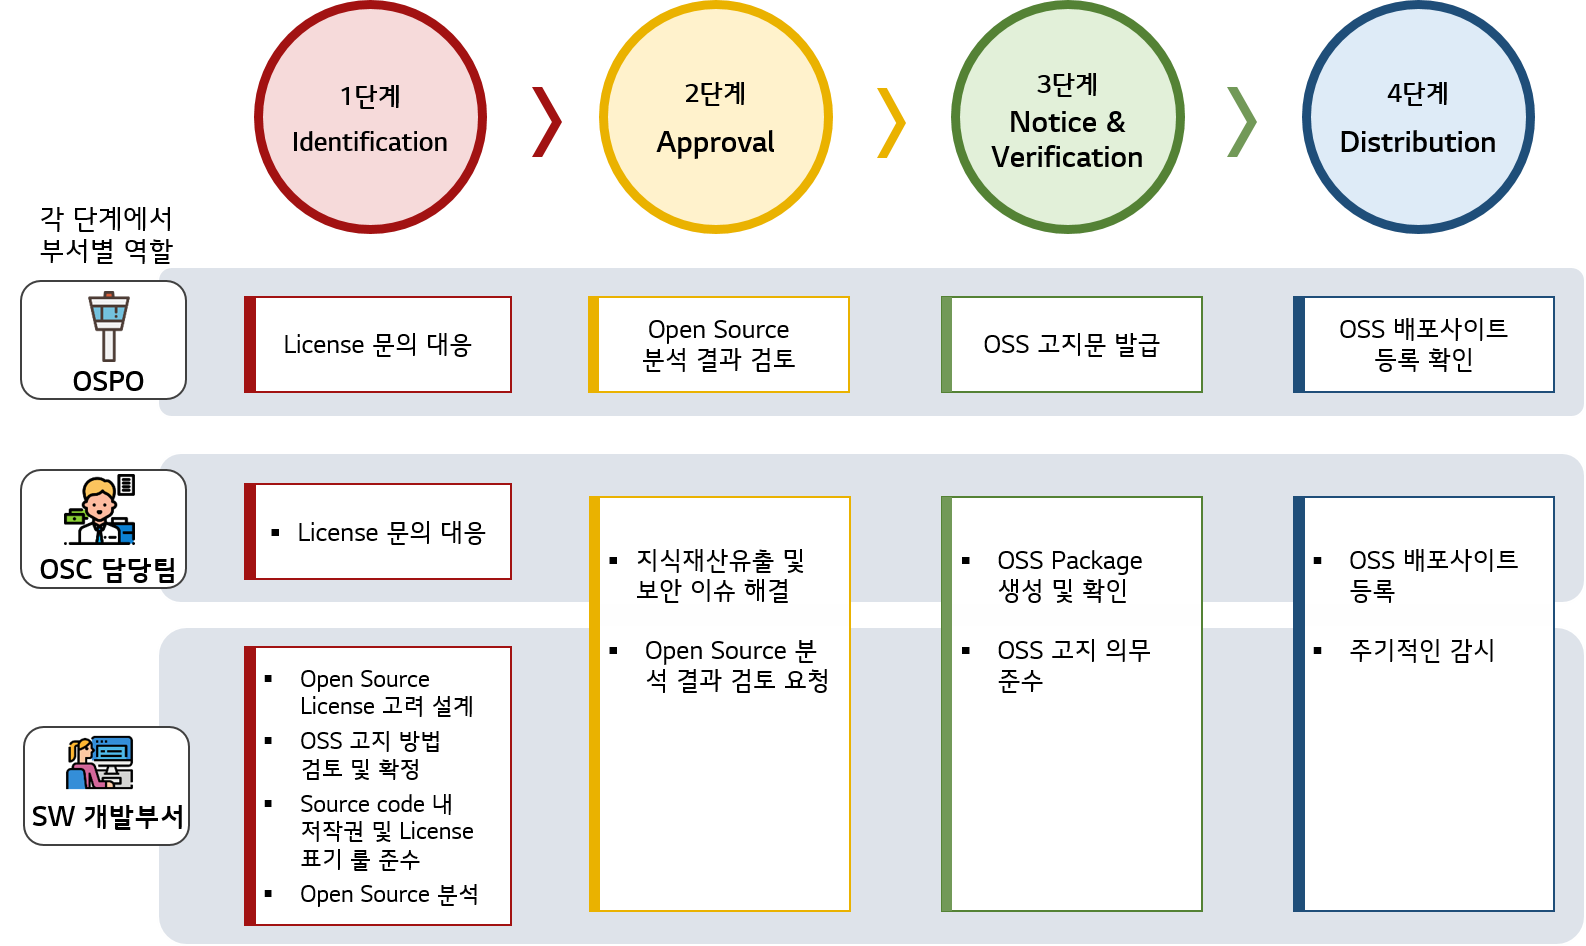 1단계
Identification
2단계
Approval
3단계
Notice &
Verification
4단계
Distribution
각 단계에서
부서별 역할
OSPO
License 문의 대응
Open Source
분석 결과 검토
OSS 고지문 발급
OSS 배포사이트
등록 확인
OSC 담당팀
▪ License 문의 대응
▪ 지식재산유출 및
보안 이슈 해결
▪ Open Source 분
석 결과 검토 요청
▪ OSS Package
생성 및 확인
▪ OSS 고지 의무
준수
▪ OSS 배포사이트
등록
▪ 주기적인 감시
SW 개발부서
▪ Open Source
License 고려 설계
▪ OSS 고지 방법
검토 및 확정
▪ Source code 내
저작권 및 License
표기 룰 준수
▪ Open Source 분석